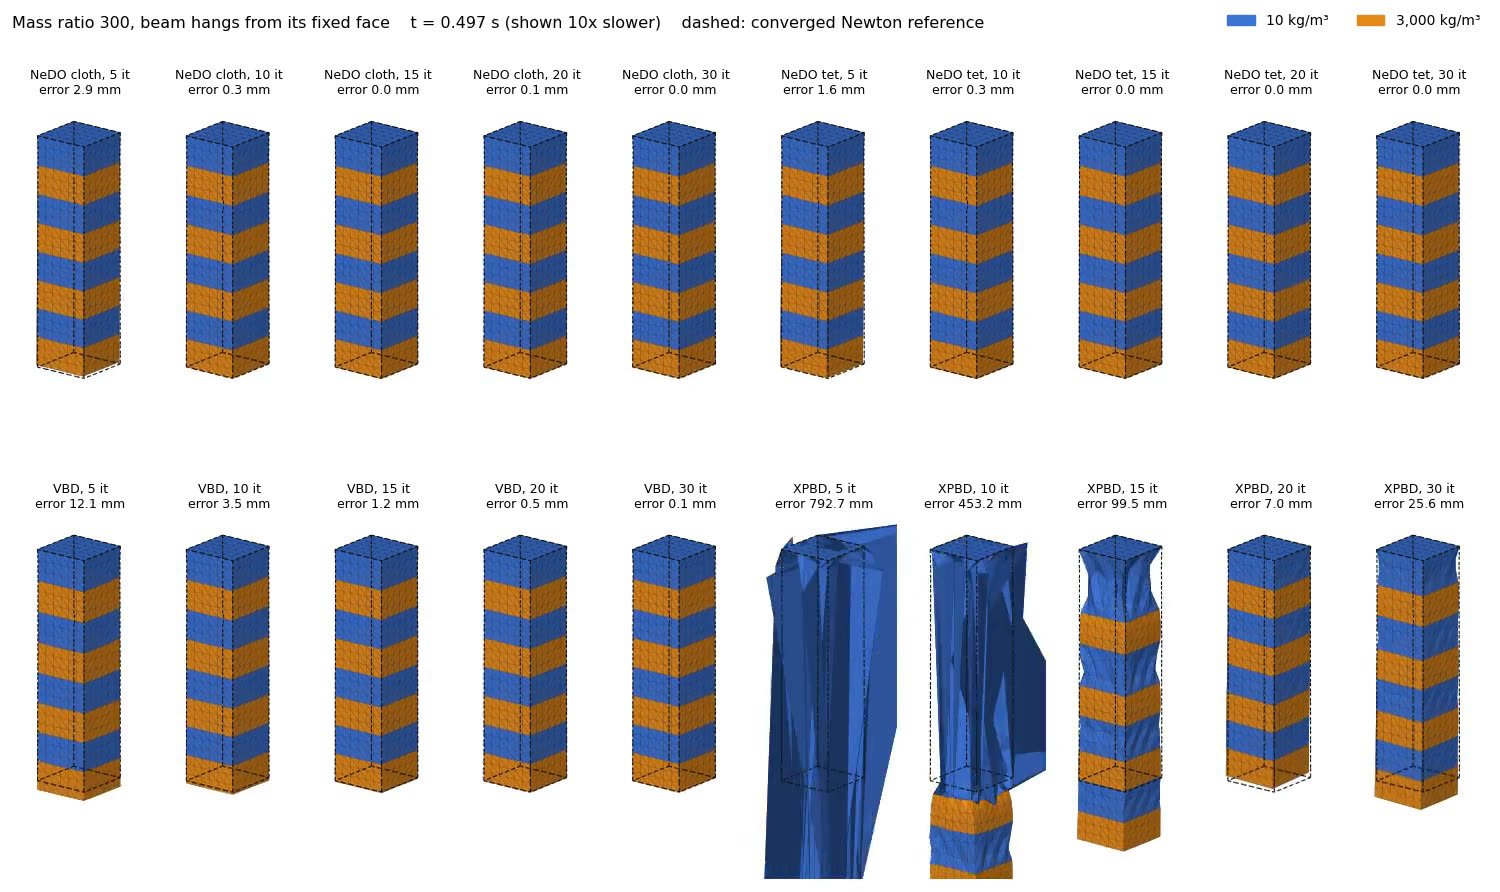 Mass ratio 300, beam hangs from its fixed face    t = 0.497 s (shown 10x slower)    dashed: converged Newton reference
10 kg/m³
3,000 kg/m³
NeDO cloth, 5 it
error 2.9 mm
NeDO cloth, 10 it
error 0.3 mm
NeDO cloth, 15 it
error 0.0 mm
NeDO cloth, 20 it
error 0.1 mm
NeDO cloth, 30 it
error 0.0 mm
NeDO tet, 5 it
error 1.6 mm
NeDO tet, 10 it
error 0.3 mm
NeDO tet, 15 it
error 0.0 mm
NeDO tet, 20 it
error 0.0 mm
NeDO tet, 30 it
error 0.0 mm
VBD, 5 it
error 12.1 mm
VBD, 10 it
error 3.5 mm
VBD, 15 it
error 1.2 mm
VBD, 20 it
error 0.5 mm
VBD, 30 it
error 0.1 mm
XPBD, 5 it
error 792.7 mm
XPBD, 10 it
error 453.2 mm
XPBD, 15 it
error 99.5 mm
XPBD, 20 it
error 7.0 mm
XPBD, 30 it
error 25.6 mm